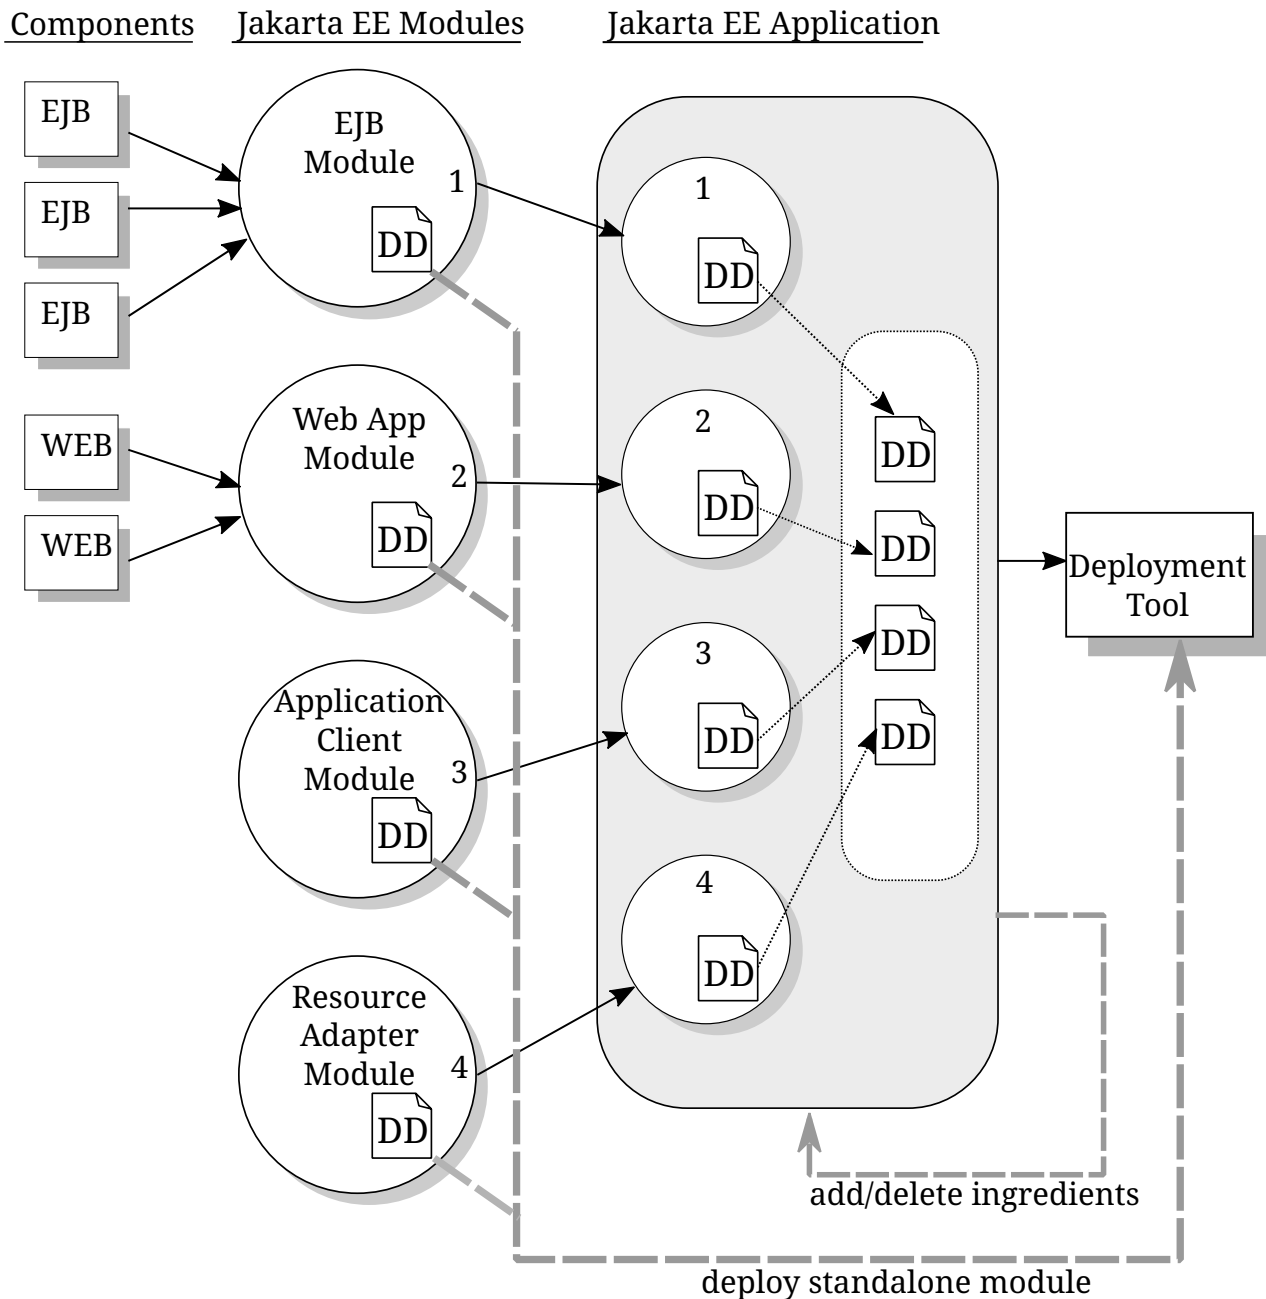 Components
Jakarta EE Modules
Jakarta EE Application
EJB
EJB
EJB
WEB
WEB
EJB
Module
1
DD
Web App
Module
2
DD
Application
Client
Module
3
DD
Resource
Adapter
Module
4
DD
1
DD
2
DD
3
DD
4
DD
DD
DD
DD
DD
Deployment
Tool
add/delete ingredients
deploy standalone module